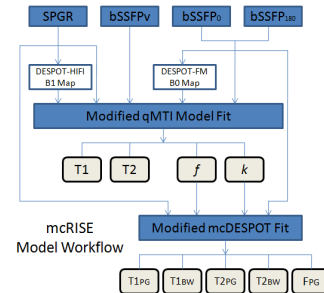 SPGR
bSSFPv
bSSFP0
bSSFP180
DESPOT-HIFI
B1 Map
DESPOT-FM
B0 Map
Modified qMTI Model Fit
T1
T2
f
k
mcRISE
Model Workflow
Modified mcDESPOT Fit
T1PG
T1BW
T2PG
T2BW
FPG